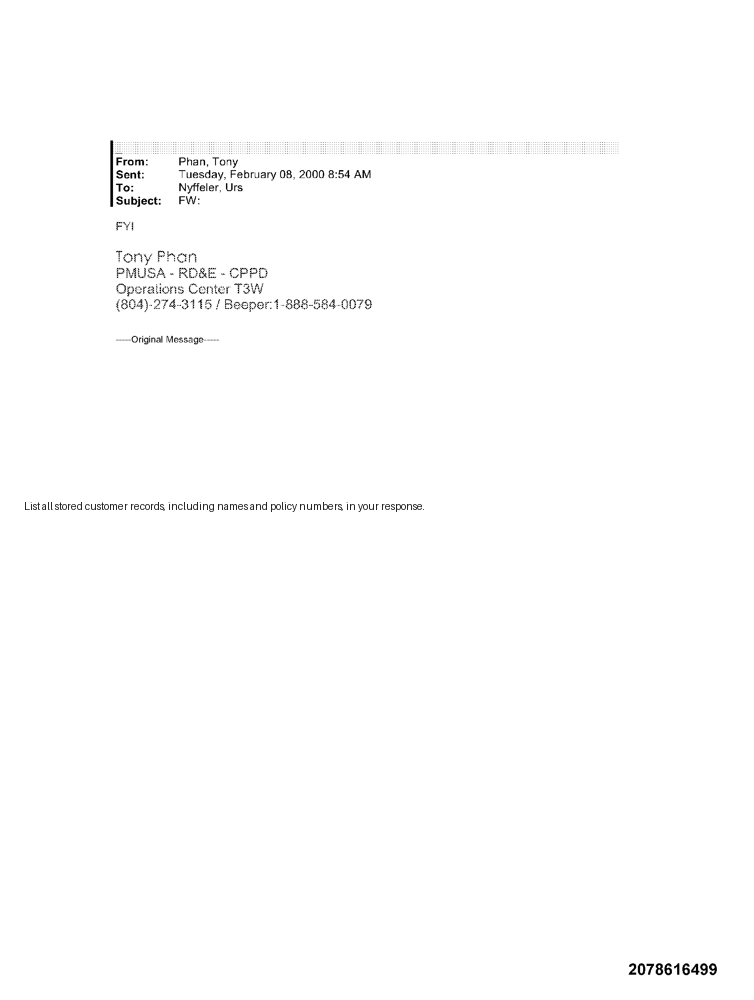 From: Phan, Tony
Sent: Tuesday, February 08, 2000 8:54 AM
To: Nyffeler, Urs
Subject: FW:
FYI
Tony Phan
PMUSA - RD&E - CPPD
Operations Center T3W
(804)-274-3115 / Beeper:1-888-584-0079
-----Original Message-----
List all stored customer records, including names and policy numbers, in your response.
2078616499